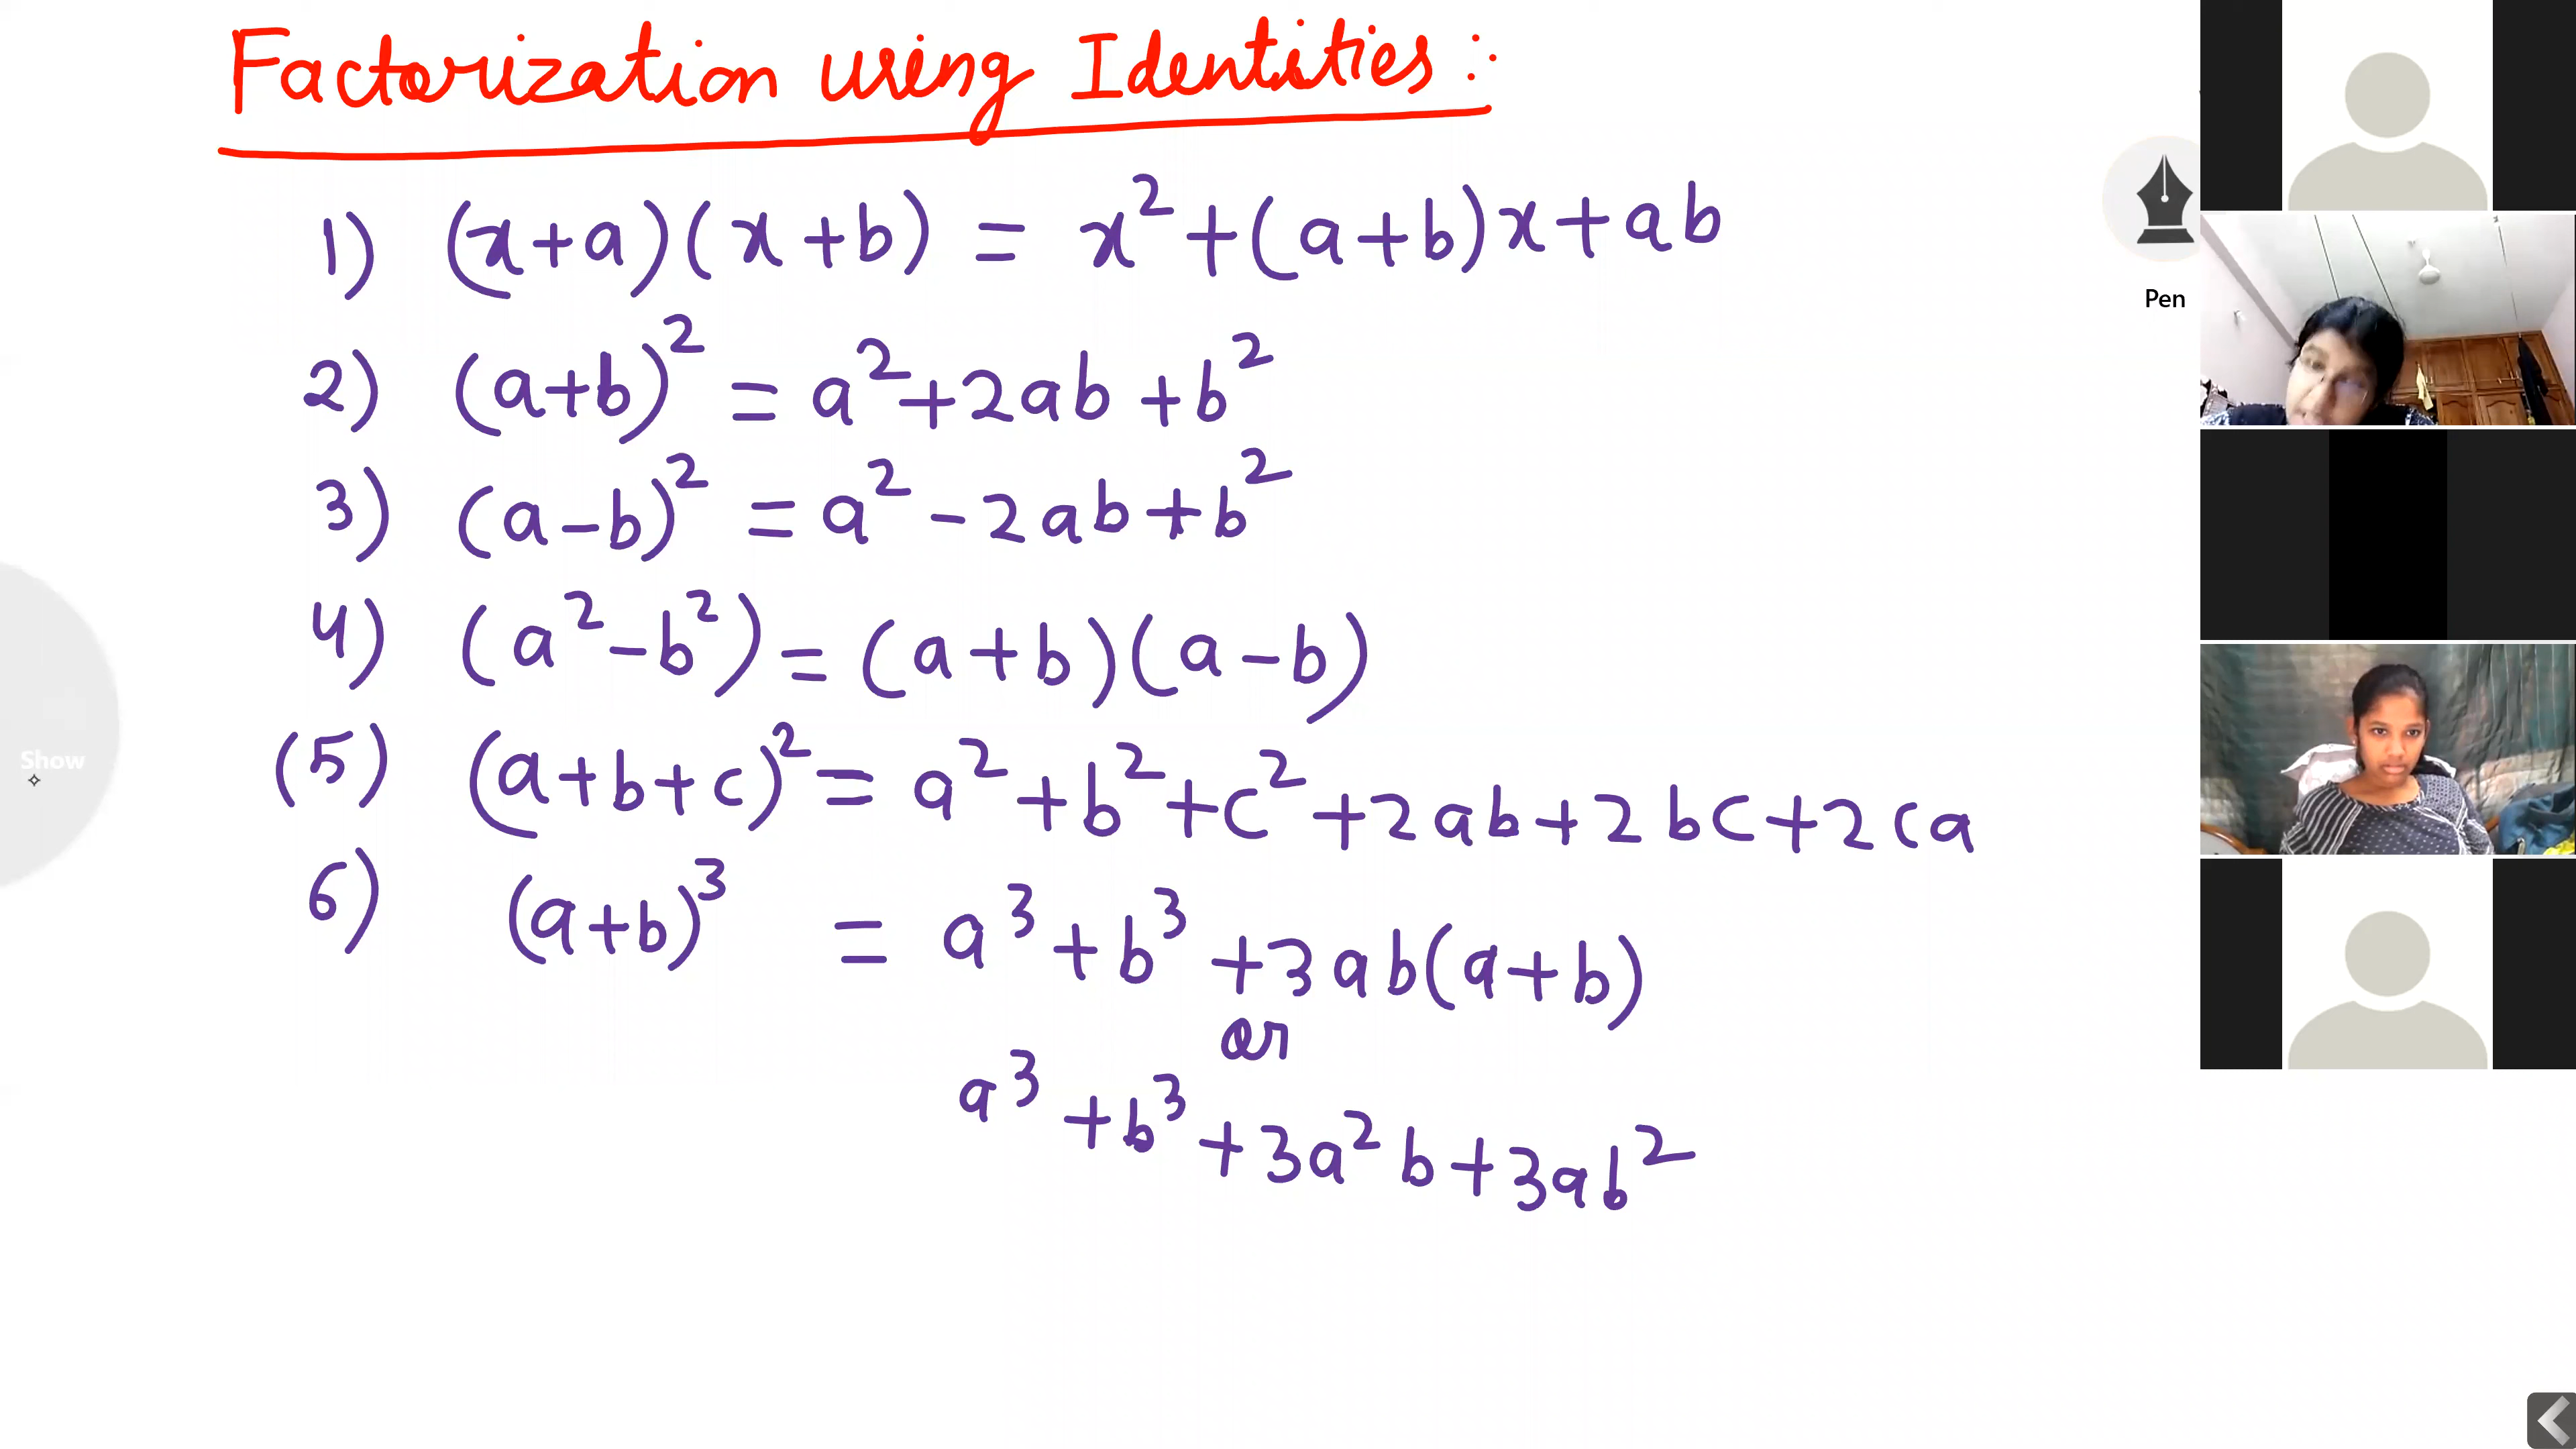 Factorization using Identities :-
1) (x+a)(x+b) = x²+(a+b)x+ab
Pen
2) (a+b)² = a²+2ab+b²
3) (a-b)² = a²-2ab+b²
4) (a²-b²) = (a+b)(a-b)
Show
(5) (a+b+c)² = a²+b²+c²+2ab+2bc+2ca
6) (a+b)³ = a³+b³+3ab(a+b)
or
a³+b³+3a²b+3ab²